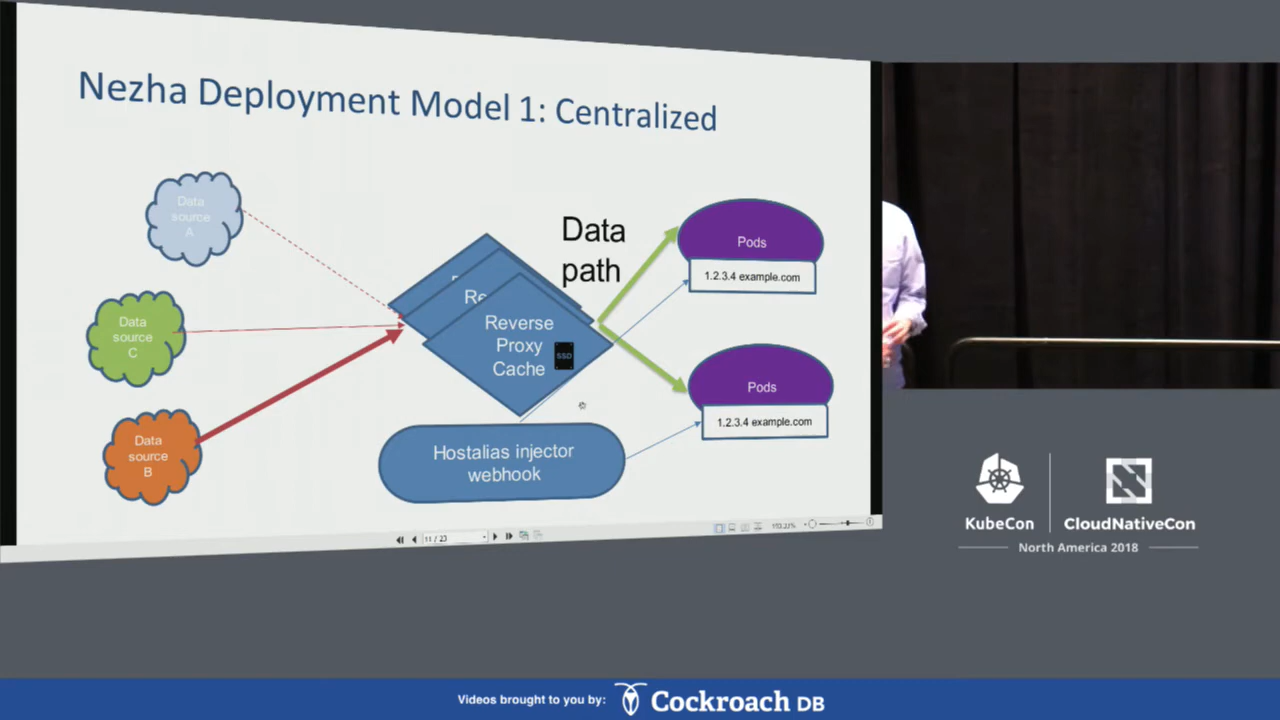 Nezha Deployment Model 1: Centralized
Data
source
A
Data
source
C
Data
source
B
Re
Reverse
Proxy
Cache
SSD
Data
path
Pods
1.2.3.4 example.com
Pods
1.2.3.4 example.com
Hostalias injector
webhook
11 / 23
KubeCon
CloudNativeCon
North America 2018
Videos brought to you by:
Cockroach DB